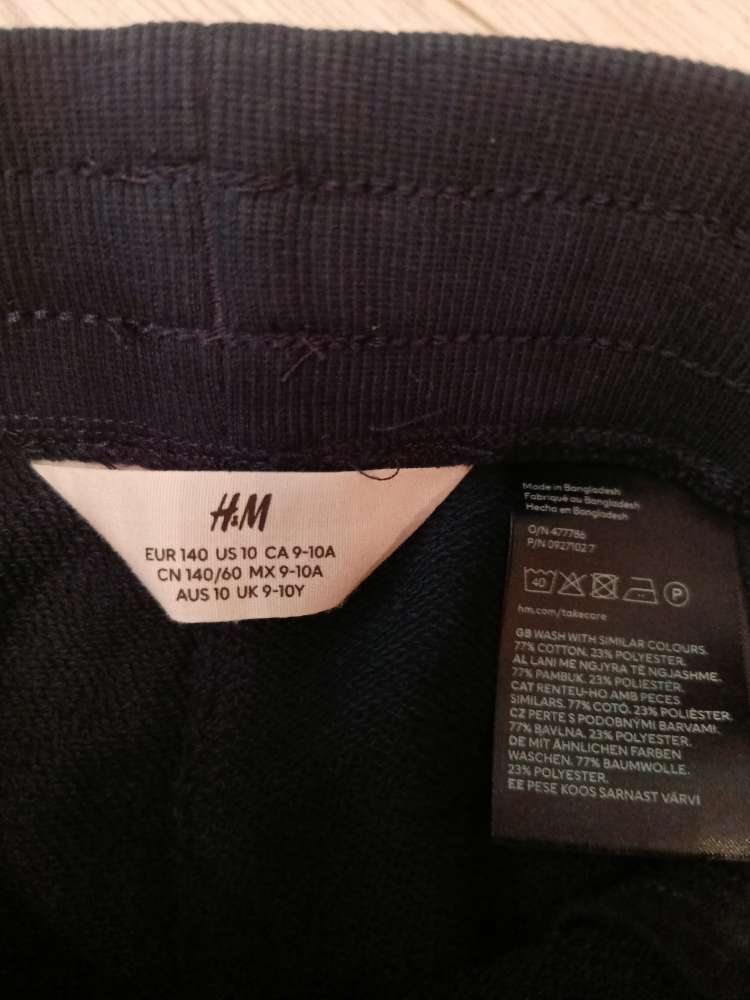 H&M
EUR 140 US 10 CA 9-10A
CN 140/60 MX 9-10A
AUS 10 UK 9-10Y
Made in Bangladesh
Fabriqué au Bangladesh
Hecho en Bangladesh
O/N 477786
P/N 0927102 7
40
P
hm.com/takecare
GB WASH WITH SIMILAR COLOURS.
77% COTTON. 23% POLYESTER.
AL LANI ME NGJYRA TË NGJASHME.
77% PAMBUK. 23% POLIESTËR.
CAT RENTEU-HO AMB PECES
SIMILARS. 77% COTÓ. 23% POLIÈSTER.
CZ PERTE S PODOBNÝMI BARVAMI.
77% BAVLNA. 23% POLYESTER.
DE MIT ÄHNLICHEN FARBEN
WASCHEN. 77% BAUMWOLLE.
23% POLYESTER.
EE PESE KOOS SARNAST VÄRVI